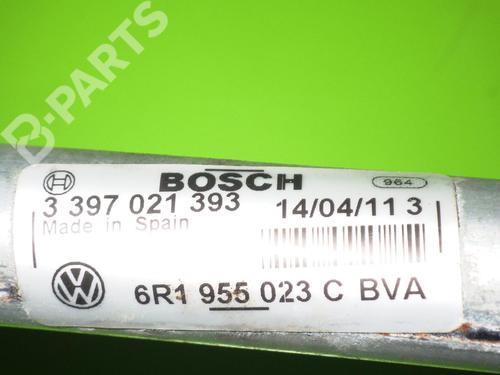 B-PARTS
BOSCH
964
3 397 021 393
14/04/11 3
Made in Spain
6R1 955 023 C BVA